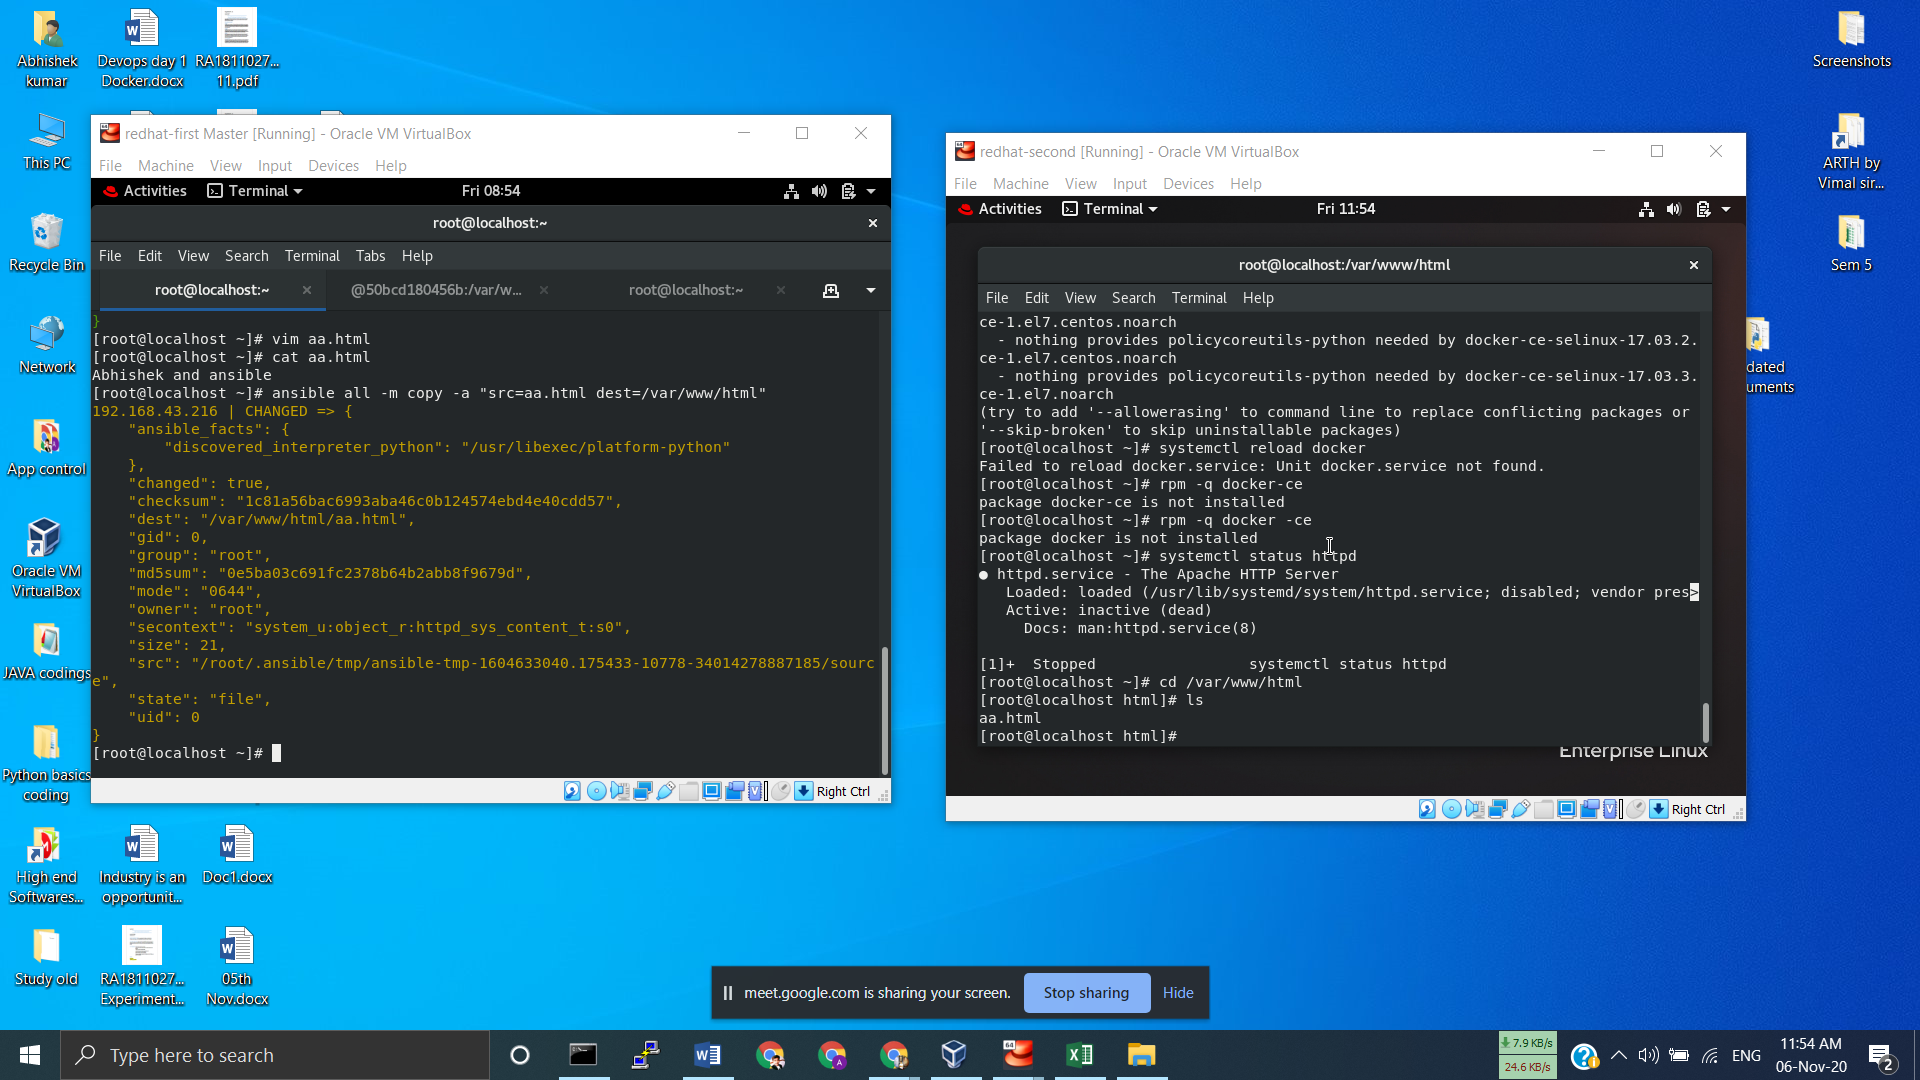 Abhishek
kumar
Devops day 1
Docker.docx
RA1811027...
11.pdf
This PC
Recycle Bin
Network
App control
Oracle VM
VirtualBox
JAVA codings
Python basics
coding
High end
Softwares...
Industry is an
opportunit...
Doc1.docx
Study old
RA1811027...
Experiment...
05th
Nov.docx
Screenshots
ARTH by
Vimal sir...
Sem 5
dated
uments
redhat-first Master [Running] - Oracle VM VirtualBox
File Machine View Input Devices Help
Activities Terminal Fri 08:54
root@localhost:~
File Edit View Search Terminal Tabs Help
root@localhost:~ @50bcd180456b:/var/w... root@localhost:~
}
[root@localhost ~]# vim aa.html
[root@localhost ~]# cat aa.html
Abhishek and ansible
[root@localhost ~]# ansible all -m copy -a "src=aa.html dest=/var/www/html"
192.168.43.216 | CHANGED => {
"ansible_facts": {
"discovered_interpreter_python": "/usr/libexec/platform-python"
},
"changed": true,
"checksum": "1c81a56bac6993aba46c0b124574ebd4e40cdd57",
"dest": "/var/www/html/aa.html",
"gid": 0,
"group": "root",
"md5sum": "0e5ba03c691fc2378b64b2abb8f9679d",
"mode": "0644",
"owner": "root",
"secontext": "system_u:object_r:httpd_sys_content_t:s0",
"size": 21,
"src": "/root/.ansible/tmp/ansible-tmp-1604633040.175433-10778-34014278887185/sourc
e",
"state": "file",
"uid": 0
}
[root@localhost ~]#
Right Ctrl
redhat-second [Running] - Oracle VM VirtualBox
File Machine View Input Devices Help
Activities Terminal Fri 11:54
root@localhost:/var/www/html
File Edit View Search Terminal Help
ce-1.el7.centos.noarch
- nothing provides policycoreutils-python needed by docker-ce-selinux-17.03.2.
ce-1.el7.centos.noarch
- nothing provides policycoreutils-python needed by docker-ce-selinux-17.03.3.
ce-1.el7.noarch
(try to add '--allowerasing' to command line to replace conflicting packages or
'--skip-broken' to skip uninstallable packages)
[root@localhost ~]# systemctl reload docker
Failed to reload docker.service: Unit docker.service not found.
[root@localhost ~]# rpm -q docker-ce
package docker-ce is not installed
[root@localhost ~]# rpm -q docker -ce
package docker is not installed
[root@localhost ~]# systemctl status httpd
● httpd.service - The Apache HTTP Server
Loaded: loaded (/usr/lib/systemd/system/httpd.service; disabled; vendor pres>
Active: inactive (dead)
Docs: man:httpd.service(8)
[1]+ Stopped systemctl status httpd
[root@localhost ~]# cd /var/www/html
[root@localhost html]# ls
aa.html
[root@localhost html]#
Enterprise Linux
Right Ctrl
meet.google.com is sharing your screen. Stop sharing Hide
Type here to search
7.9 KB/s
24.6 KB/s
ENG
11:54 AM
06-Nov-20
2